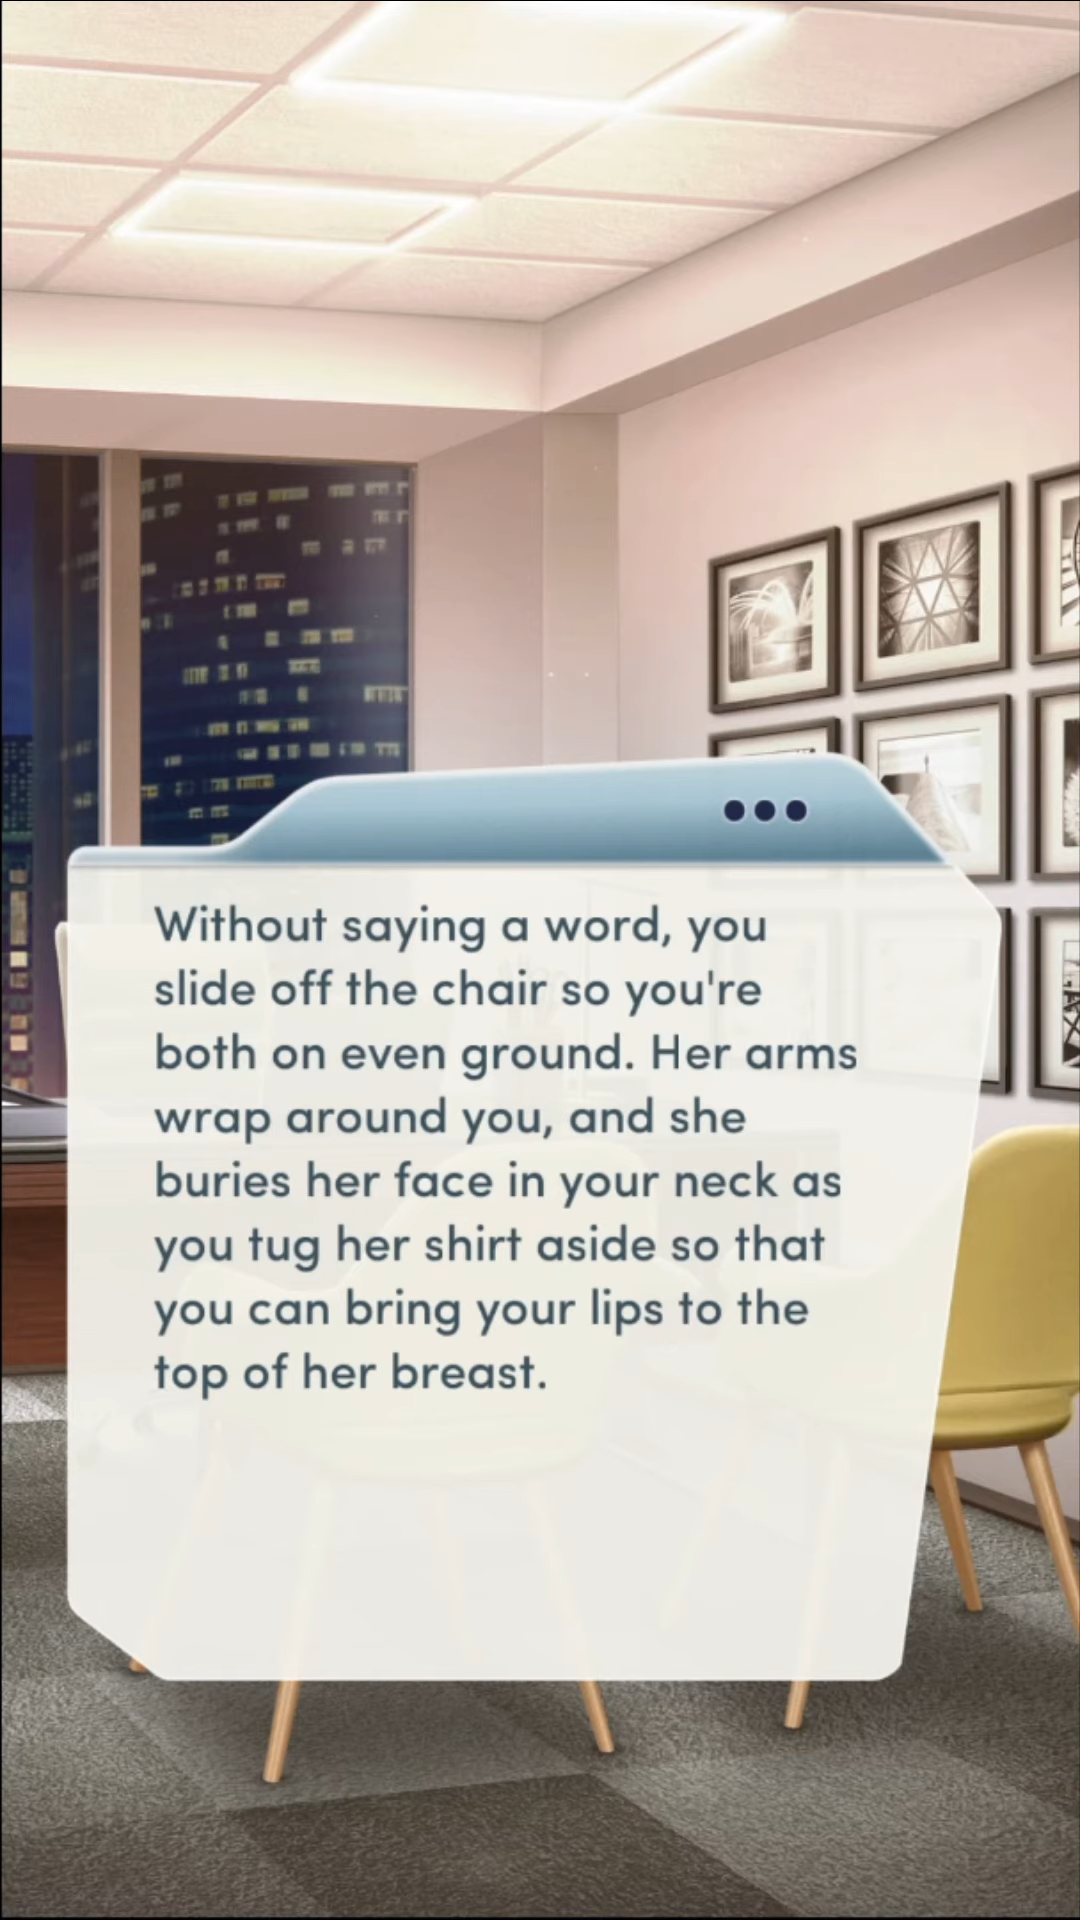 Without saying a word, you
slide off the chair so you're
both on even ground. Her arms
wrap around you, and she
buries her face in your neck as
you tug her shirt aside so that
you can bring your lips to the
top of her breast.